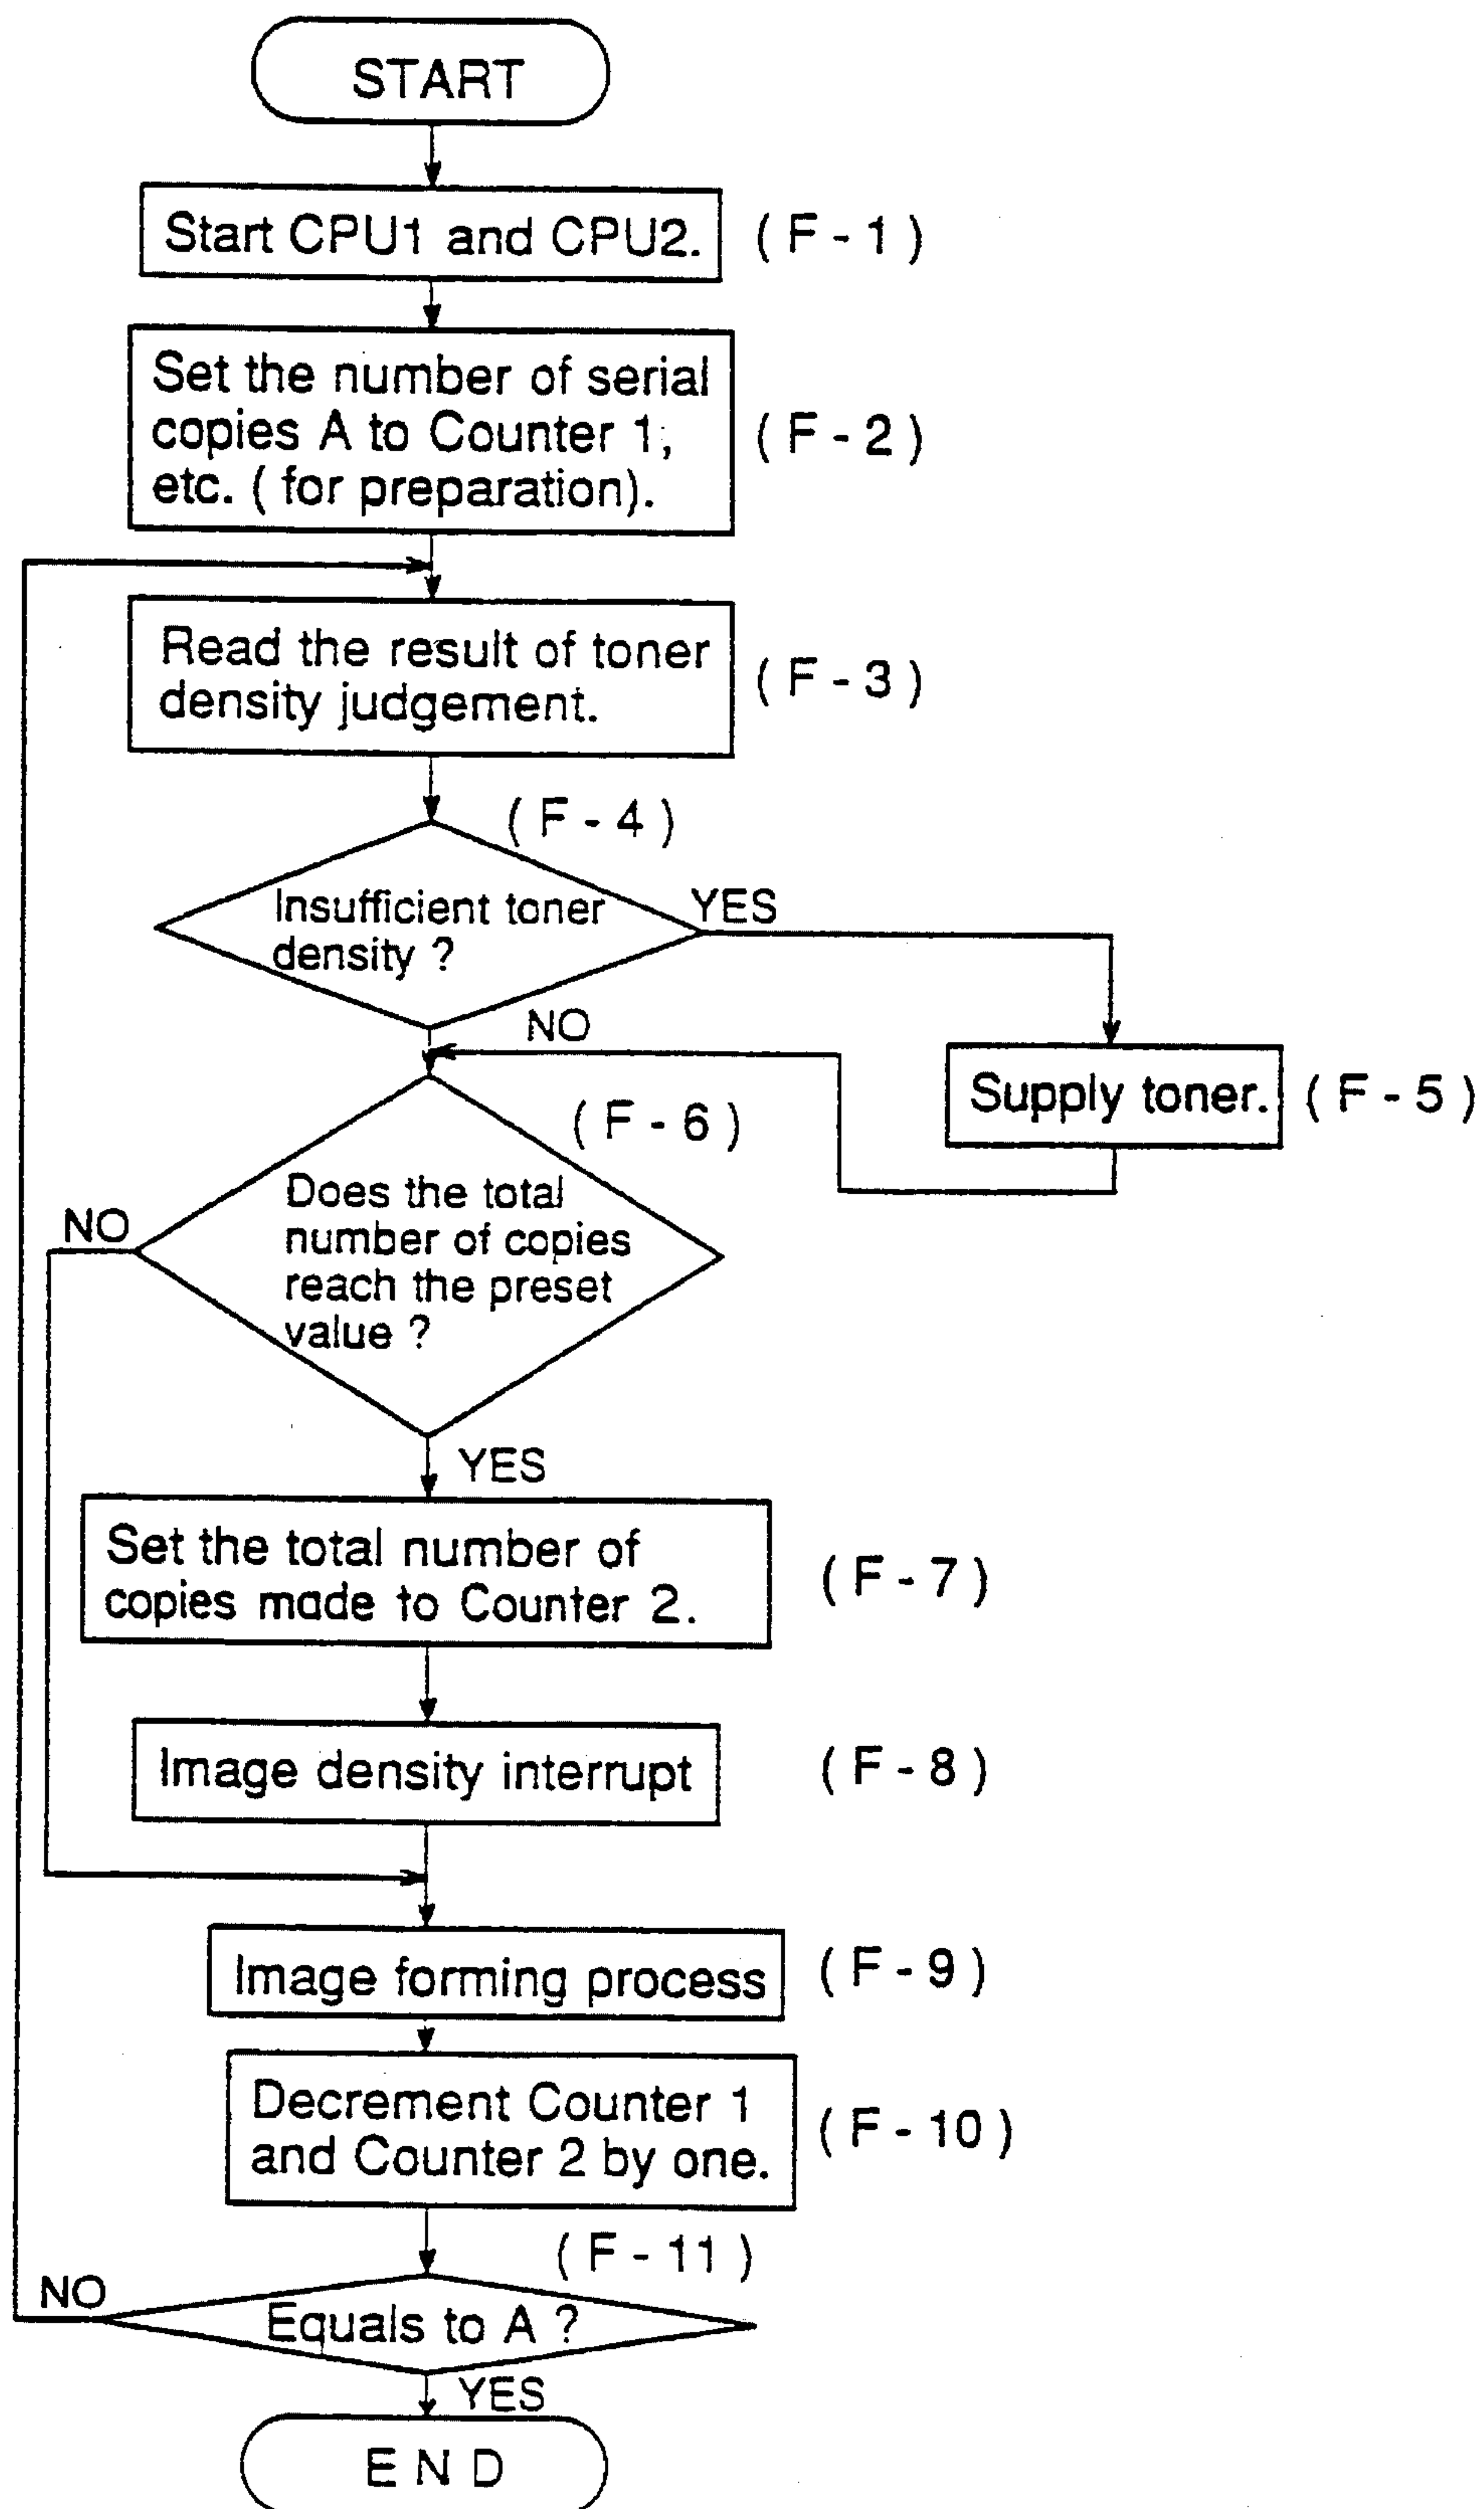 START
Start CPU1 and CPU2.
( F - 1 )
Set the number of serial
copies A to Counter 1,
etc. ( for preparation).
( F - 2 )
Read the result of toner
density judgement.
( F - 3 )
( F - 4 )
Insufficient toner
density ?
YES
NO
Supply toner.
( F - 5 )
( F - 6 )
Does the total
number of copies
reach the preset
value ?
NO
YES
Set the total number of
copies made to Counter 2.
( F - 7 )
Image density interrupt
( F - 8 )
Image forming process
( F - 9 )
Decrement Counter 1
and Counter 2 by one.
( F - 10 )
( F - 11 )
NO
Equals to A ?
YES
E N D